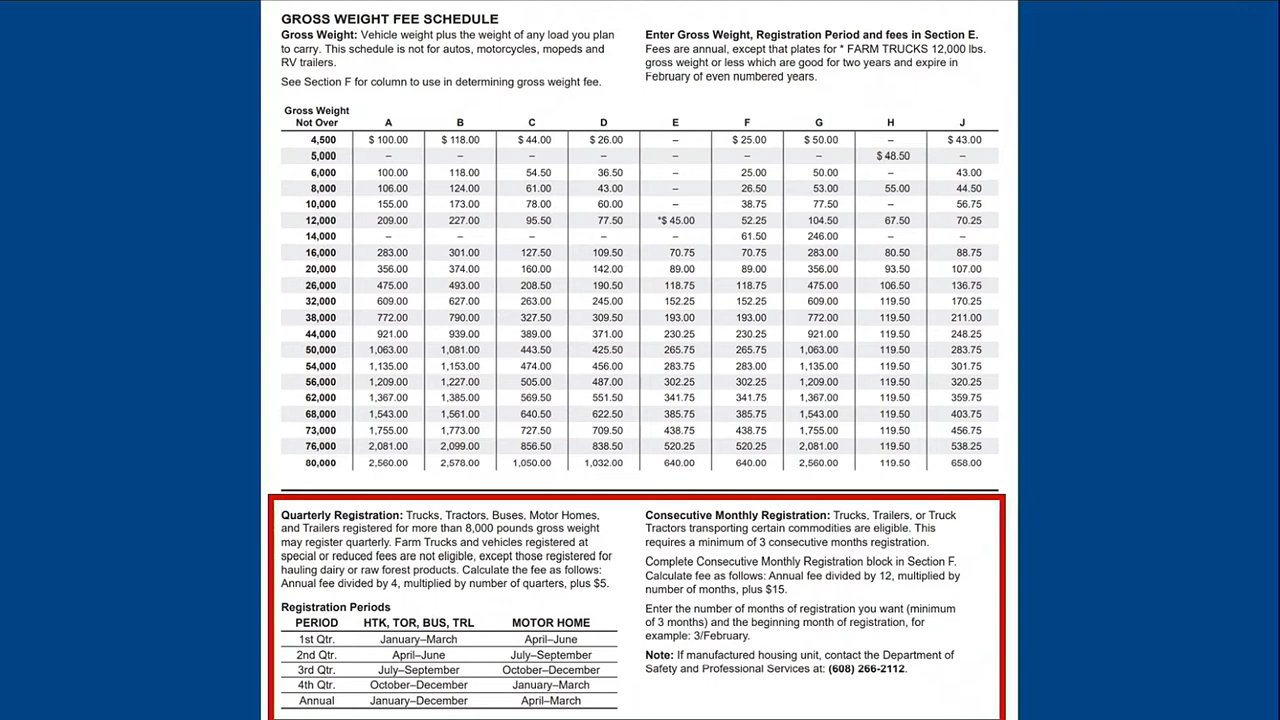 GROSS WEIGHT FEE SCHEDULE
Gross Weight: Vehicle weight plus the weight of any load you plan
to carry. This schedule is not for autos, motorcycles, mopeds and
RV trailers.
See Section F for column to use in determining gross weight fee.
Enter Gross Weight, Registration Period and fees in Section E.
Fees are annual, except that plates for * FARM TRUCKS 12,000 lbs.
gross weight or less which are good for two years and expire in
February of even numbered years.
Gross Weight
Not Over A B C D E F G H J
4,500 $ 100.00 $ 118.00 $ 44.00 $ 26.00 – $ 25.00 $ 50.00 – $ 43.00
5,000 – – – – – – – $ 48.50 –
6,000 100.00 118.00 54.50 36.50 – 25.00 50.00 – 43.00
8,000 106.00 124.00 61.00 43.00 – 26.50 53.00 55.00 44.50
10,000 155.00 173.00 78.00 60.00 – 38.75 77.50 – 56.75
12,000 209.00 227.00 95.50 77.50 *$ 45.00 52.25 104.50 67.50 70.25
14,000 – – – – – 61.50 246.00 – –
16,000 283.00 301.00 127.50 109.50 70.75 70.75 283.00 80.50 88.75
20,000 356.00 374.00 160.00 142.00 89.00 89.00 356.00 93.50 107.00
26,000 475.00 493.00 208.50 190.50 118.75 118.75 475.00 106.50 136.75
32,000 609.00 627.00 263.00 245.00 152.25 152.25 609.00 119.50 170.25
38,000 772.00 790.00 327.50 309.50 193.00 193.00 772.00 119.50 211.00
44,000 921.00 939.00 389.00 371.00 230.25 230.25 921.00 119.50 248.25
50,000 1,063.00 1,081.00 443.50 425.50 265.75 265.75 1,063.00 119.50 283.75
54,000 1,135.00 1,153.00 474.00 456.00 283.75 283.00 1,135.00 119.50 301.75
56,000 1,209.00 1,227.00 505.00 487.00 302.25 302.25 1,209.00 119.50 320.25
62,000 1,367.00 1,385.00 569.50 551.50 341.75 341.75 1,367.00 119.50 359.75
68,000 1,543.00 1,561.00 640.50 622.50 385.75 385.75 1,543.00 119.50 403.75
73,000 1,755.00 1,773.00 727.50 709.50 438.75 438.75 1,755.00 119.50 456.75
76,000 2,081.00 2,099.00 856.50 838.50 520.25 520.25 2,081.00 119.50 538.25
80,000 2,560.00 2,578.00 1,050.00 1,032.00 640.00 640.00 2,560.00 119.50 658.00
Quarterly Registration: Trucks, Tractors, Buses, Motor Homes,
and Trailers registered for more than 8,000 pounds gross weight
may register quarterly. Farm Trucks and vehicles registered at
special or reduced fees are not eligible, except those registered for
hauling dairy or raw forest products. Calculate the fee as follows:
Annual fee divided by 4, multiplied by number of quarters, plus $5.
Registration Periods
PERIOD HTK, TOR, BUS, TRL MOTOR HOME
1st Qtr. January–March April–June
2nd Qtr. April–June July–September
3rd Qtr. July–September October–December
4th Qtr. October–December January–March
Annual January–December April–March
Consecutive Monthly Registration: Trucks, Trailers, or Truck
Tractors transporting certain commodities are eligible. This
requires a minimum of 3 consecutive months registration.
Complete Consecutive Monthly Registration block in Section F.
Calculate fee as follows: Annual fee divided by 12, multiplied by
number of months, plus $15.
Enter the number of months of registration you want (minimum
of 3 months) and the beginning month of registration, for
example: 3/February.
Note: If manufactured housing unit, contact the Department of
Safety and Professional Services at: (608) 266-2112.